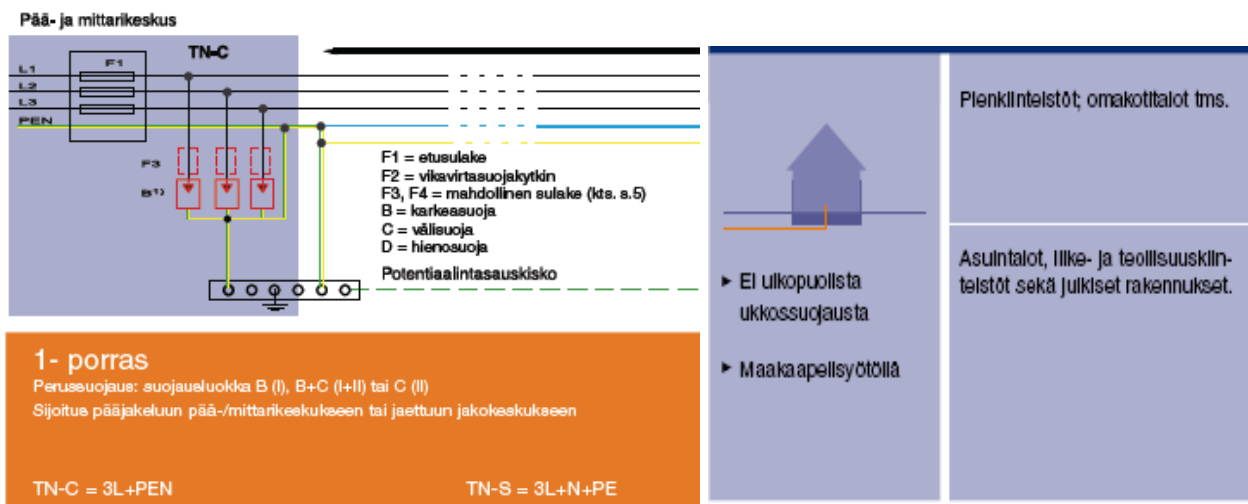 Pää- ja mittarikeskus
TN-C
L1
F1
L2
L3
PEN
F3
B1)
F1 = etusulake
F2 = vikavirtasuojakytkin
F3, F4 = mahdollinen sulake (kts. s.5)
B = karkeasuoja
C = välisuoja
D = hienosuoja
Potentiaalintasauskisko
1- porras
Perussuojaus: suojausluokka B (I), B+C (I+II) tai C (II)
Sijoitus pääjakeluun pää-/mittarikeskukseen tai jaettuun jakokeskukseen
TN-C = 3L+PEN
TN-S = 3L+N+PE
► Ei ulkopuolista
ukkossuojausta
► Maakaapelisyötöllä
Pienkiinteistöt; omakotitalot tms.
Asuintalot, liike- ja teollisuuskiin-
teistöt sekä julkiset rakennukset.